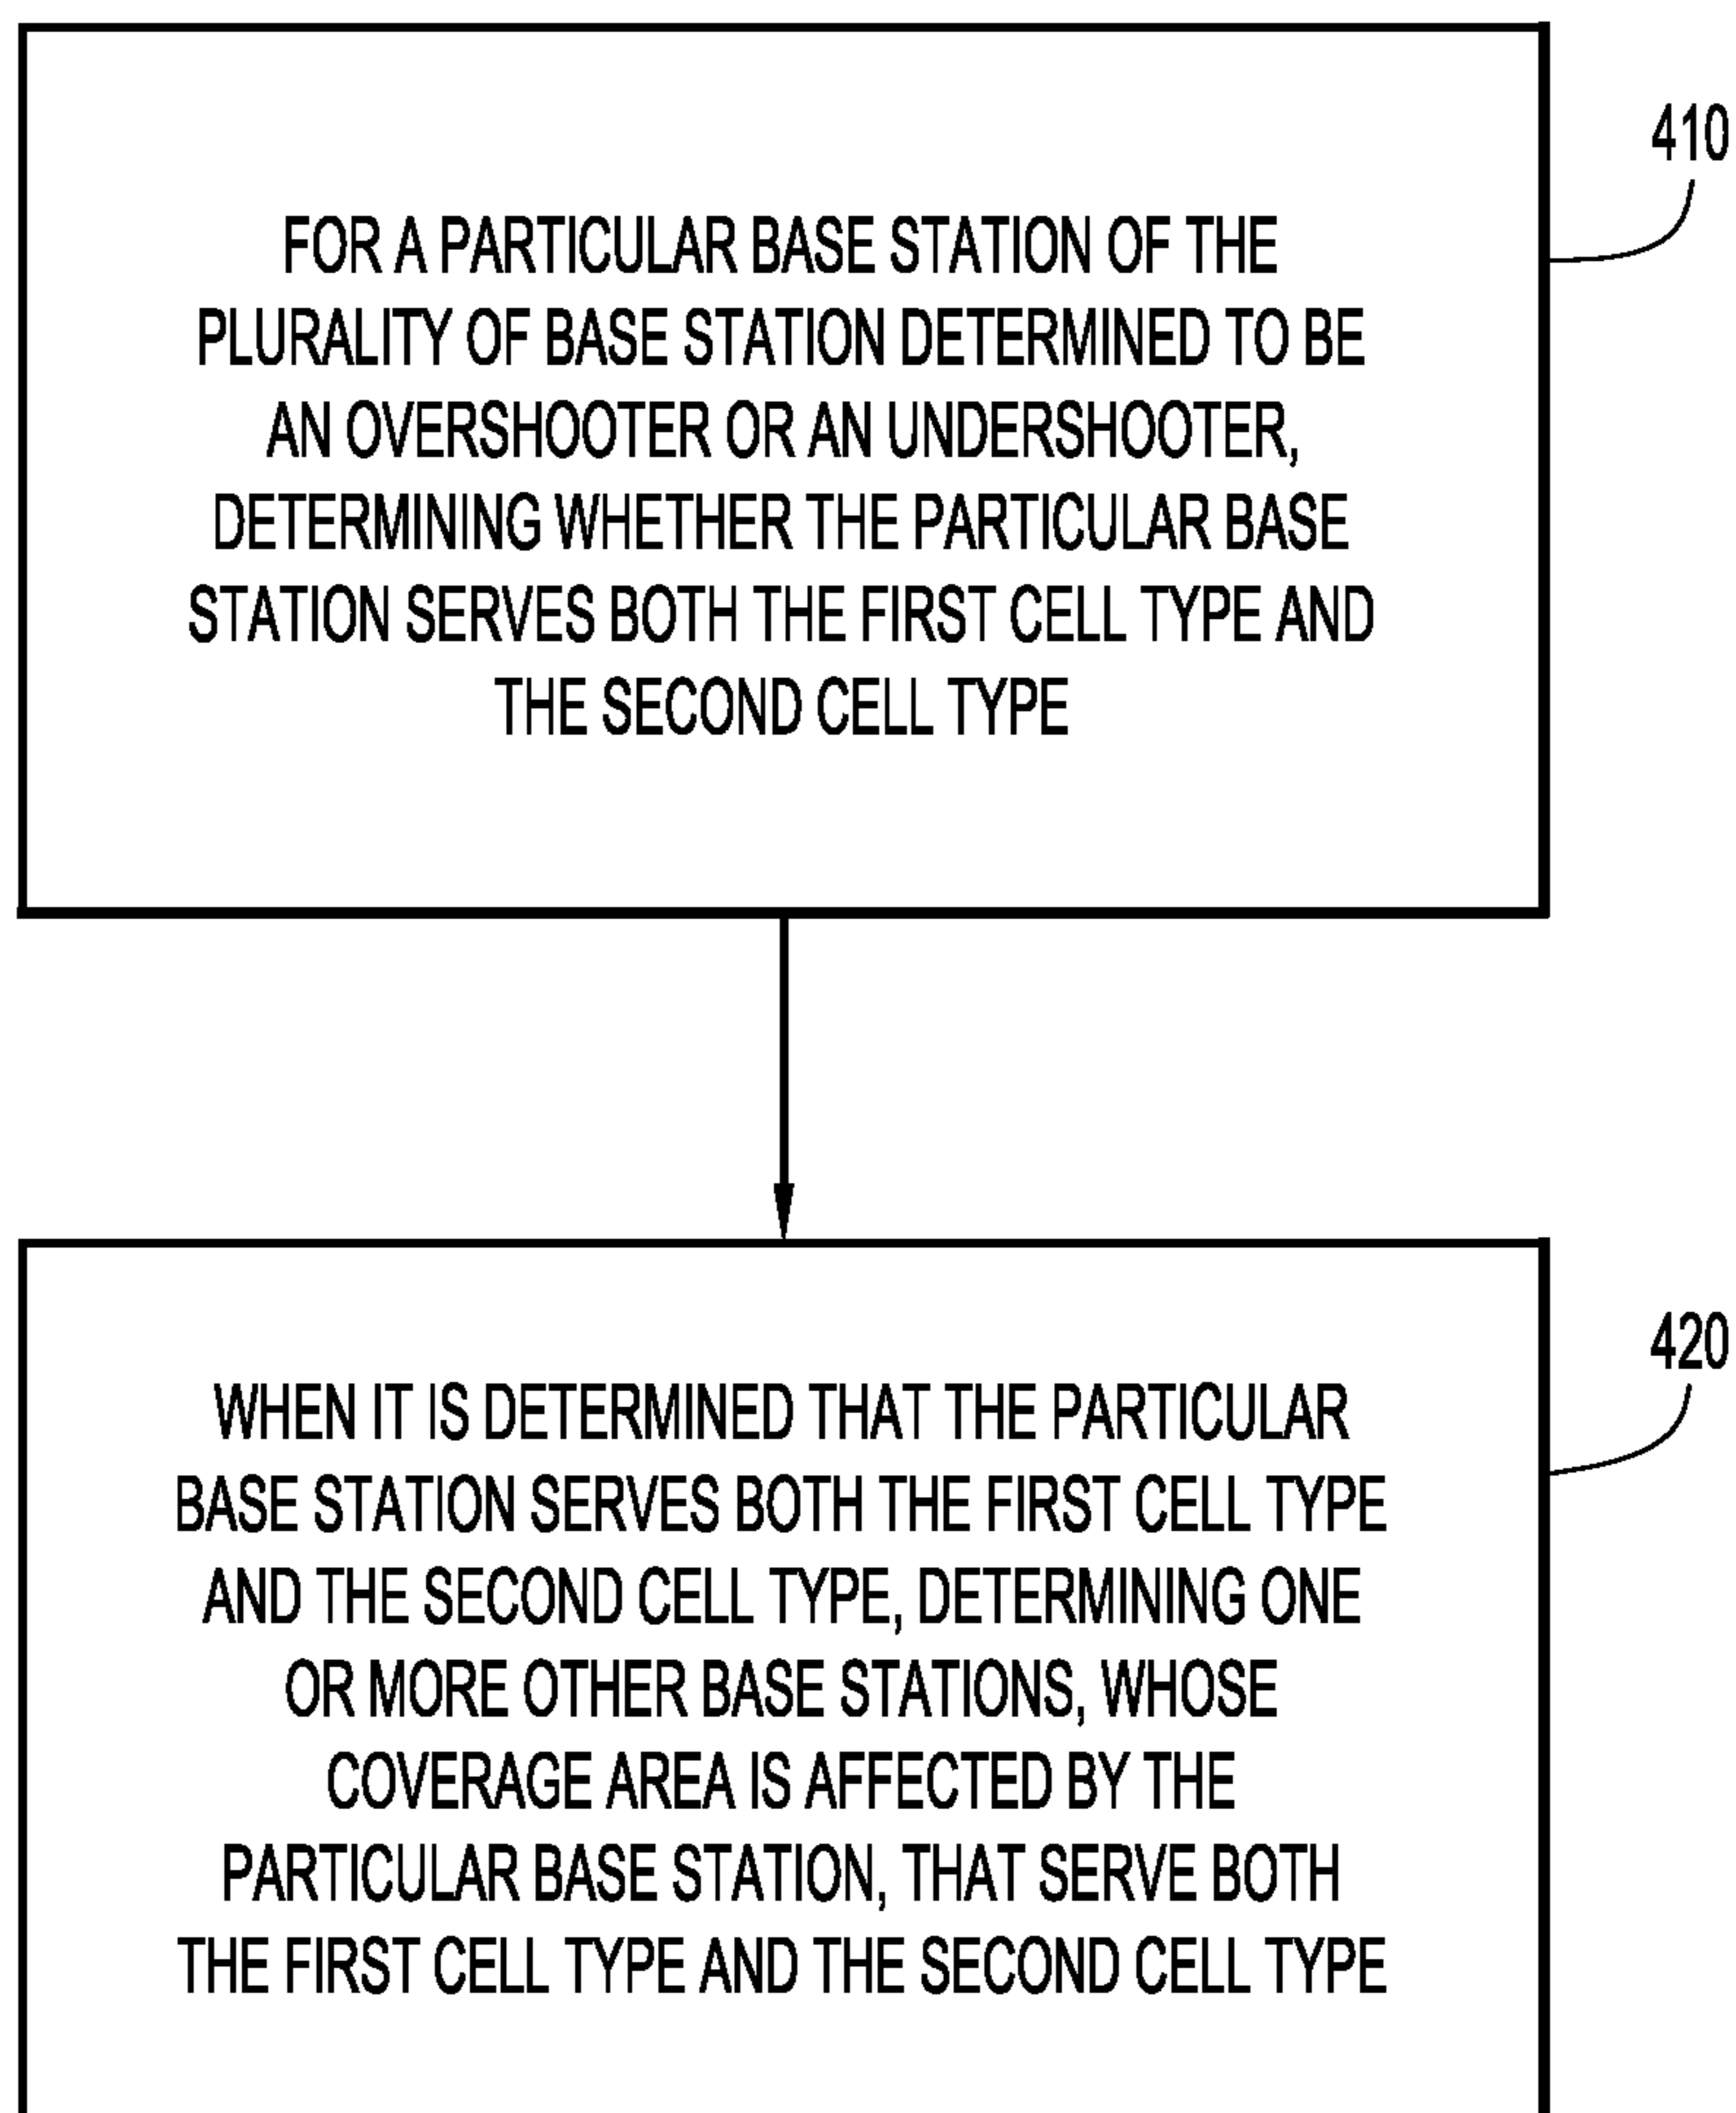 410
FOR A PARTICULAR BASE STATION OF THE
PLURALITY OF BASE STATION DETERMINED TO BE
AN OVERSHOOTER OR AN UNDERSHOOTER,
DETERMINING WHETHER THE PARTICULAR BASE
STATION SERVES BOTH THE FIRST CELL TYPE AND
THE SECOND CELL TYPE
420
WHEN IT IS DETERMINED THAT THE PARTICULAR
BASE STATION SERVES BOTH THE FIRST CELL TYPE
AND THE SECOND CELL TYPE, DETERMINING ONE
OR MORE OTHER BASE STATIONS, WHOSE
COVERAGE AREA IS AFFECTED BY THE
PARTICULAR BASE STATION, THAT SERVE BOTH
THE FIRST CELL TYPE AND THE SECOND CELL TYPE